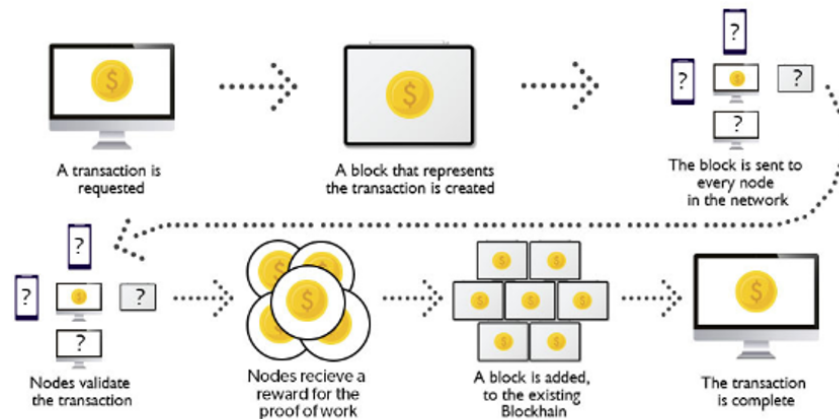 $
$
?
?
$
?
?
A transaction is
requested
A block that represents
the transaction is created
The block is sent to
every node
in the network
?
?
$
?
?
$
$
$
$
$
$
$
$
$
$
$
$
$
Nodes validate
the transaction
Nodes recieve a
reward for the
proof of work
A block is added,
to the existing
Blockhain
The transaction
is complete